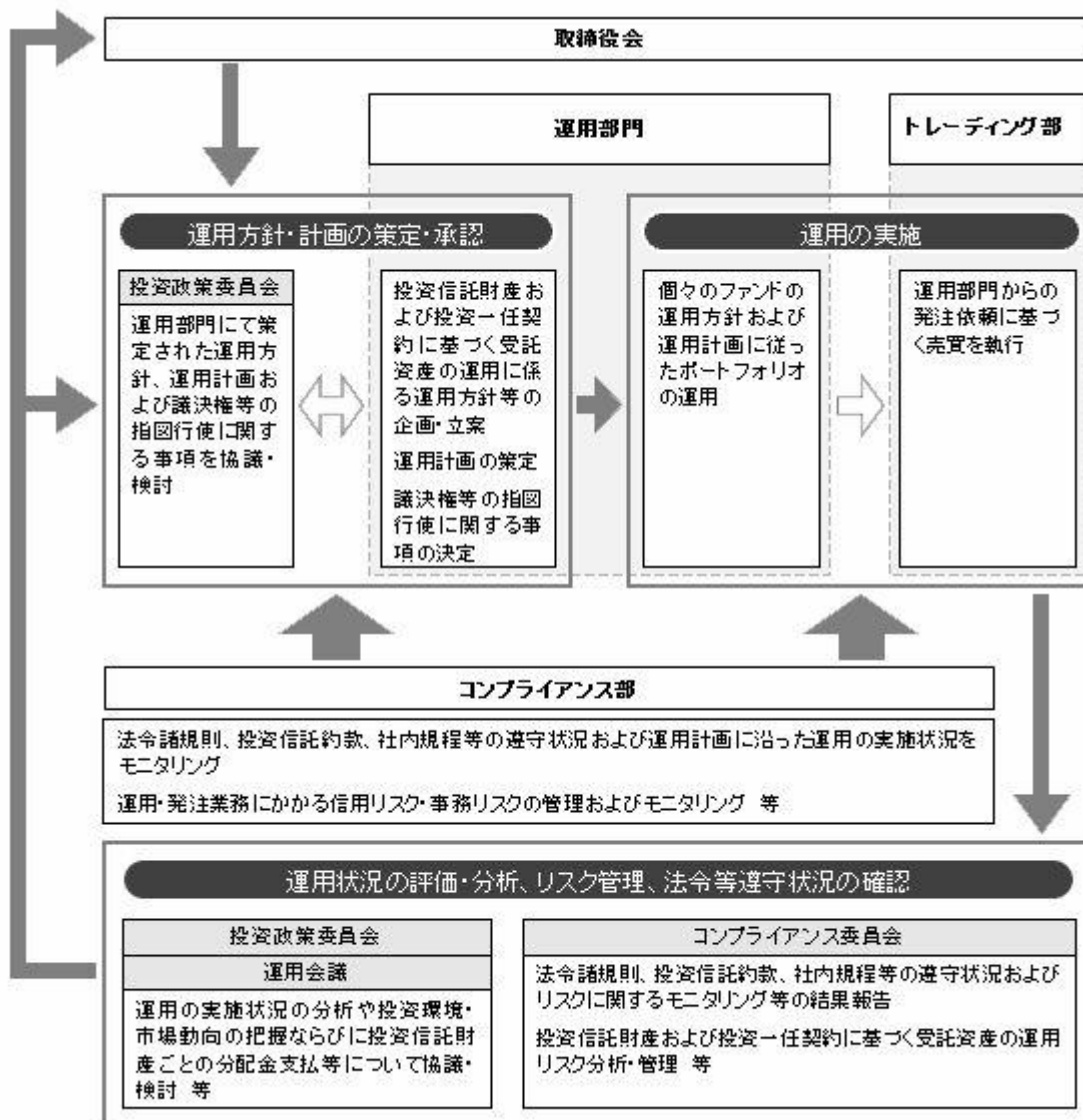 取締役会
運用部門
トレーディング部
運用方針・計画の策定・承認
投資政策委員会
運用部門にて策
定された運用方
針、運用計画お
よび議決権等の
指図行使に関す
る事項を協議・
検討
投資信託財産お
よび投資一任契
約に基づく受託
資産の運用に係
る運用方針等の
企画・立案
運用計画の策定
議決権等の指図
行使に関する事
項の決定
運用の実施
個々のファンドの
運用方針および
運用計画に従っ
たポートフォリオ
の運用
運用部門からの
発注依頼に基づ
く売買を執行
コンプライアンス部
法令諸規則、投資信託約款、社内規程等の遵守状況および運用計画に沿った運用の実施状況を
モニタリング
運用・発注業務にかかる信用リスク・事務リスクの管理およびモニタリング 等
運用状況の評価・分析、リスク管理、法令等遵守状況の確認
投資政策委員会
運用会議
運用の実施状況の分析や投資環境・
市場動向の把握ならびに投資信託財
産ごとの分配金支払等について協議・
検討 等
コンプライアンス委員会
法令諸規則、投資信託約款、社内規程等の遵守状況および
リスクに関するモニタリング等の結果報告
投資信託財産および投資一任契約に基づく受託資産の運用
リスク分析・管理 等